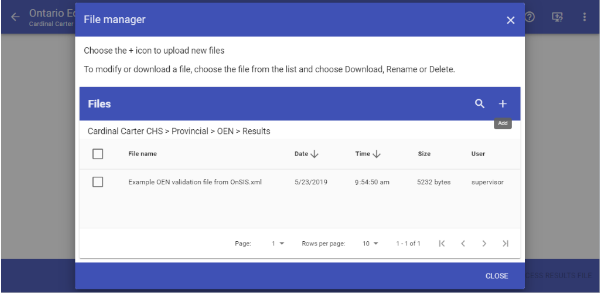 Ontario Ed
Cardinal Carter
File manager
Choose the + icon to upload new files
To modify or download a file, choose the file from the list and choose Download, Rename or Delete.
Files
Add
Cardinal Carter CHS > Provincial > OEN > Results
File name Date Time Size User
Example OEN validation file from OnSIS.xml 5/23/2019 9:54:50 am 5232 bytes supervisor
Page: 1 Rows per page: 10 1 - 1 of 1
CLOSE
RESULTS FILE